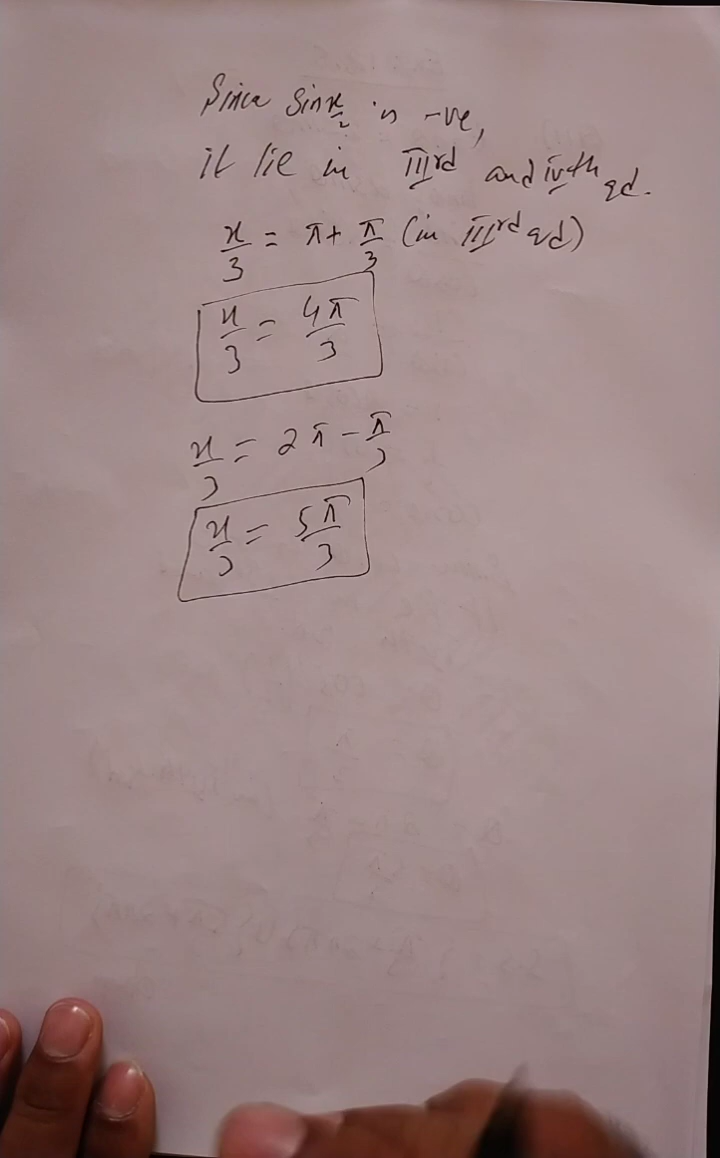 Since sin x/2 is -ve,
it lie in IIIrd and ivth qd.
x/3 = π + π/3 (in IIIrd qd)
x/3 = 4π/3
x/3 = 2π - π/3
x/3 = 5π/3